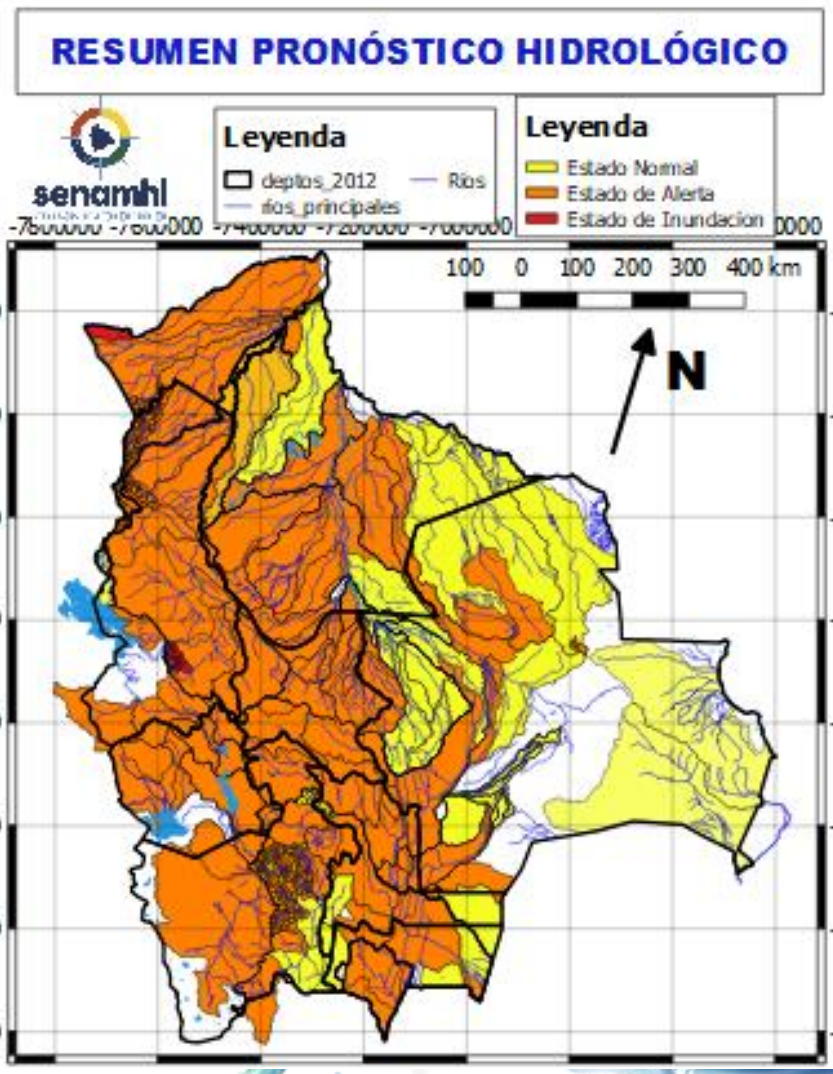 RESUMEN PRONÓSTICO HIDROLÓGICO
senamhi
Leyenda
deptos_2012
Rios
rios_principales
Leyenda
Estado Normal
Estado de Alerta
Estado de Inundacion
-7800000 -7600000 -7400000 -7200000 -7000000
100 0 100 200 300 400 km
N